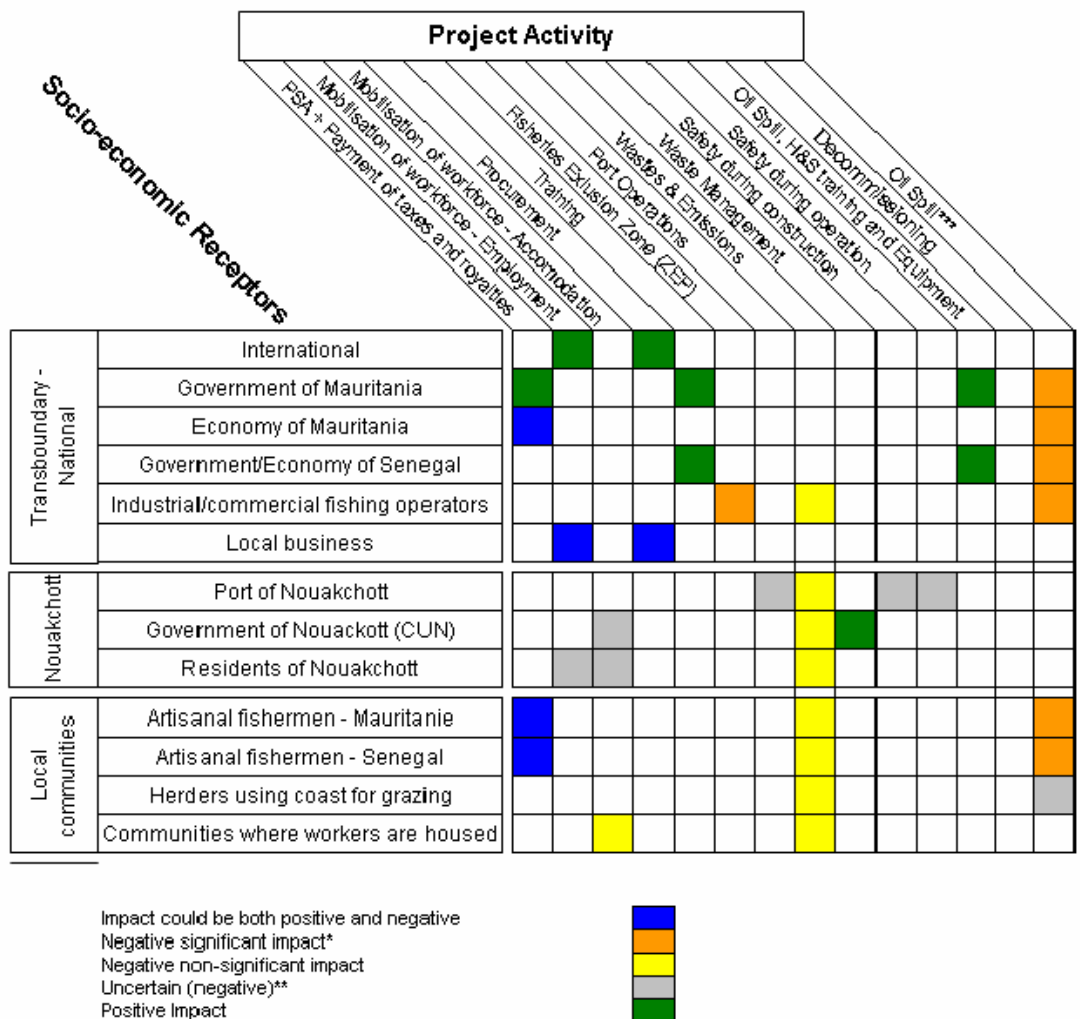 Project Activity
Socio-economic Receptors
PSA + Payment of taxes and royalties
Mobilisation of workforce - Employment
Mobilisation of workforce - Accomodation
Procurement
Training
Fisheries Exlusion Zone (ZEP)
Port Operations
Wastes & Emissions
Waste Management
Safety during construction
Safety during operation
Oil Spill, H&S training and Equipment
Decommissioning
Oil Spill***
Transboundary -
National
International
Government of Mauritania
Economy of Mauritania
Government/Economy of Senegal
Industrial/commercial fishing operators
Local business
Nouakchott
Port of Nouakchott
Government of Nouackott (CUN)
Residents of Nouakchott
Local
communities
Artisanal fishermen - Mauritanie
Artisanal fishermen - Senegal
Herders using coast for grazing
Communities where workers are housed
Impact could be both positive and negative
Negative significant impact*
Negative non-significant impact
Uncertain (negative)**
Positive Impact